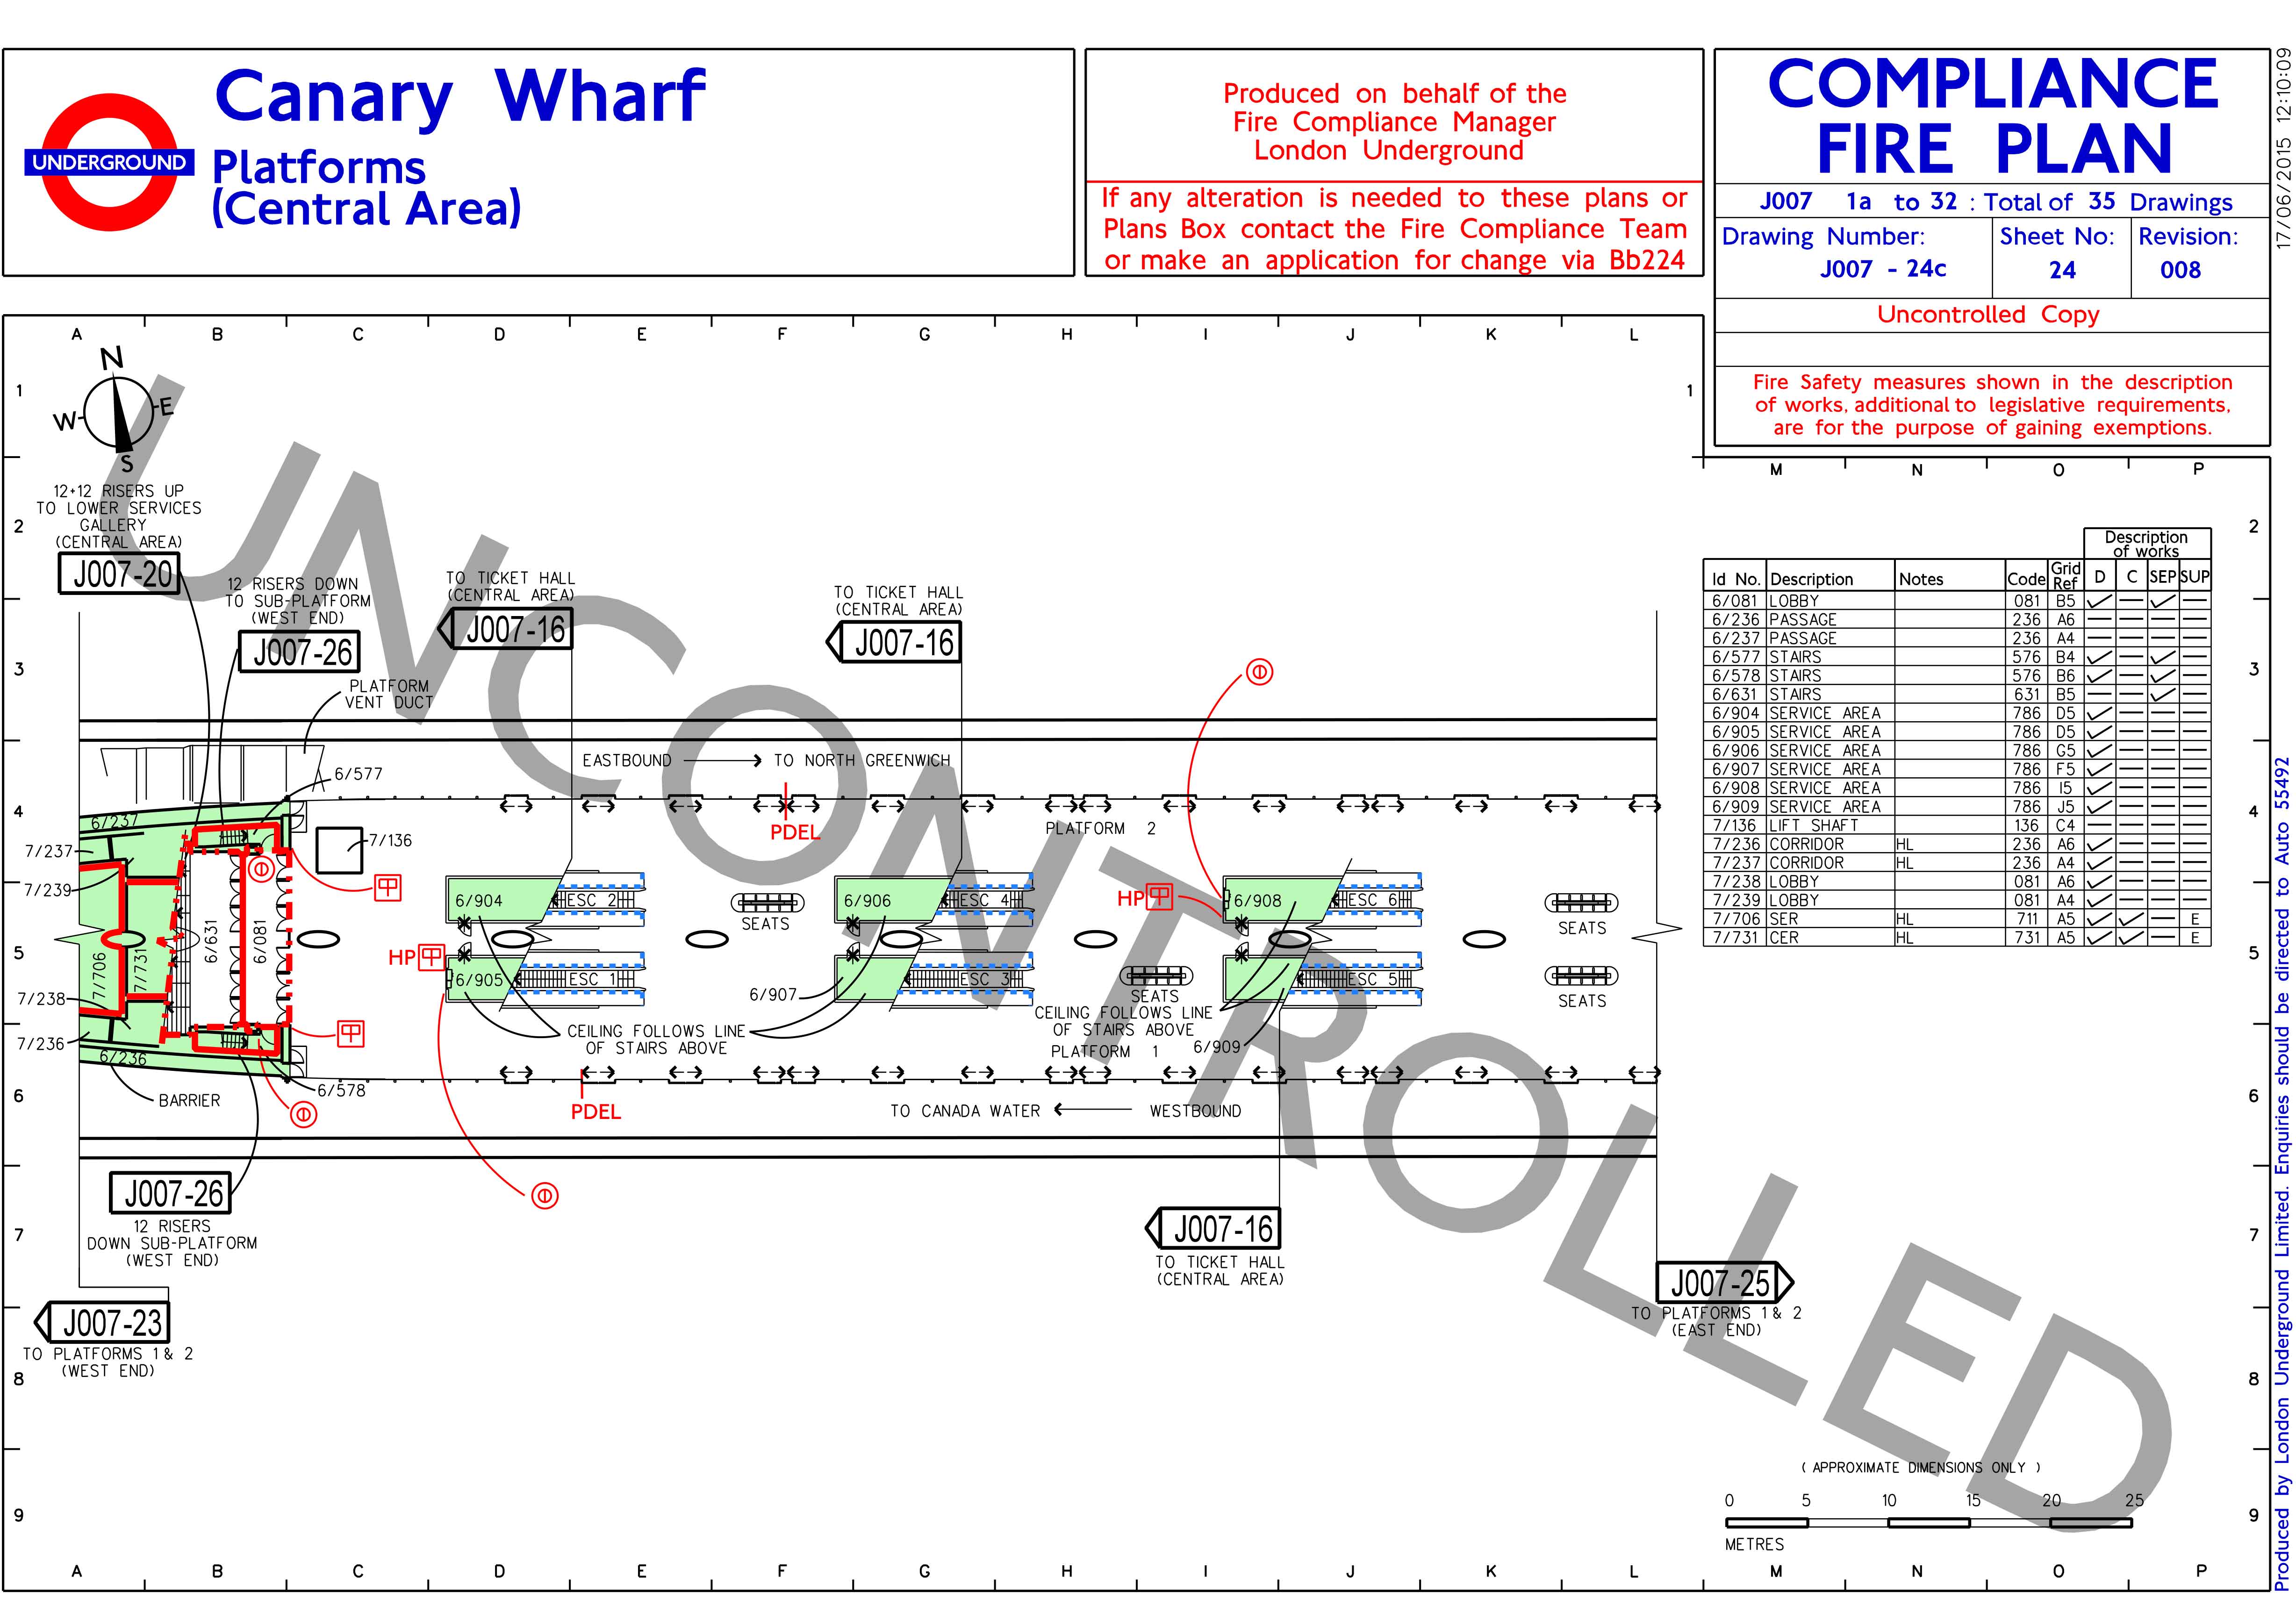 Canary Wharf
UNDERGROUND
Platforms
(Central Area)
Produced on behalf of the
Fire Compliance Manager
London Underground
If any alteration is needed to these plans or
Plans Box contact the Fire Compliance Team
or make an application for change via Bb224
COMPLIANCE
FIRE PLAN
J007 1a to 32 : Total of 35 Drawings
Drawing Number:
J007 - 24c
Sheet No:
24
Revision:
008
Uncontrolled Copy
Fire Safety measures shown in the description
of works, additional to legislative requirements,
are for the purpose of gaining exemptions.
17/06/2015 12:10:09
A B C D E F G H I J K L
M N O P
1 1
N
W E
S
UNCONTROLLED
12+12 RISERS UP
TO LOWER SERVICES
GALLERY
(CENTRAL AREA)
J007-20
2 2
12 RISERS DOWN
TO SUB-PLATFORM
(WEST END)
J007-26
TO TICKET HALL
(CENTRAL AREA)
J007-16
TO TICKET HALL
(CENTRAL AREA)
J007-16
3 3
PLATFORM
VENT DUCT
Description
of works
Id No. Description Notes Code Grid Ref D C SEP SUP
6/081 LOBBY 081 B5 ✓ — ✓ —
6/236 PASSAGE 236 A6 — — — —
6/237 PASSAGE 236 A4 — — — —
6/577 STAIRS 576 B4 ✓ — ✓ —
6/578 STAIRS 576 B6 ✓ — ✓ —
6/631 STAIRS 631 B5 — — ✓ —
6/904 SERVICE AREA 786 D5 ✓ — — —
6/905 SERVICE AREA 786 D5 ✓ — — —
6/906 SERVICE AREA 786 G5 ✓ — — —
6/907 SERVICE AREA 786 F5 ✓ — — —
6/908 SERVICE AREA 786 I5 ✓ — — —
6/909 SERVICE AREA 786 J5 ✓ — — —
7/136 LIFT SHAFT 136 C4 — — — —
7/236 CORRIDOR HL 236 A6 ✓ — — —
7/237 CORRIDOR HL 236 A4 ✓ — — —
7/238 LOBBY 081 A6 ✓ — — —
7/239 LOBBY 081 A4 ✓ — — —
7/706 SER HL 711 A5 ✓ ✓ — E
7/731 CER HL 731 A5 ✓ ✓ — E
EASTBOUND → TO NORTH GREENWICH
6/577
4 4
6/237
PDEL
PLATFORM 2
7/237
7/136
7/239
6/904
ESC 2
SEATS
6/906
ESC 4
HP
6/908
ESC 6
SEATS
5 5
7/706
7/731
6/631
6/081
HP
6/905
ESC 1
6/907
ESC 3
SEATS
ESC 5
SEATS
7/238
CEILING FOLLOWS LINE
OF STAIRS ABOVE
CEILING FOLLOWS LINE
OF STAIRS ABOVE
7/236
6/236
PLATFORM 1
6/909
6/578
BARRIER
6 6
PDEL
TO CANADA WATER ← WESTBOUND
J007-26
12 RISERS
DOWN SUB-PLATFORM
(WEST END)
7 7
J007-16
TO TICKET HALL
(CENTRAL AREA)
J007-25
TO PLATFORMS 1 & 2
(EAST END)
J007-23
TO PLATFORMS 1 & 2
(WEST END)
8 8
( APPROXIMATE DIMENSIONS ONLY )
0 5 10 15 20 25
METRES
9 9
A B C D E F G H I J K L M N O P
Produced by London Underground Limited. Enquiries should be directed to Auto 55492